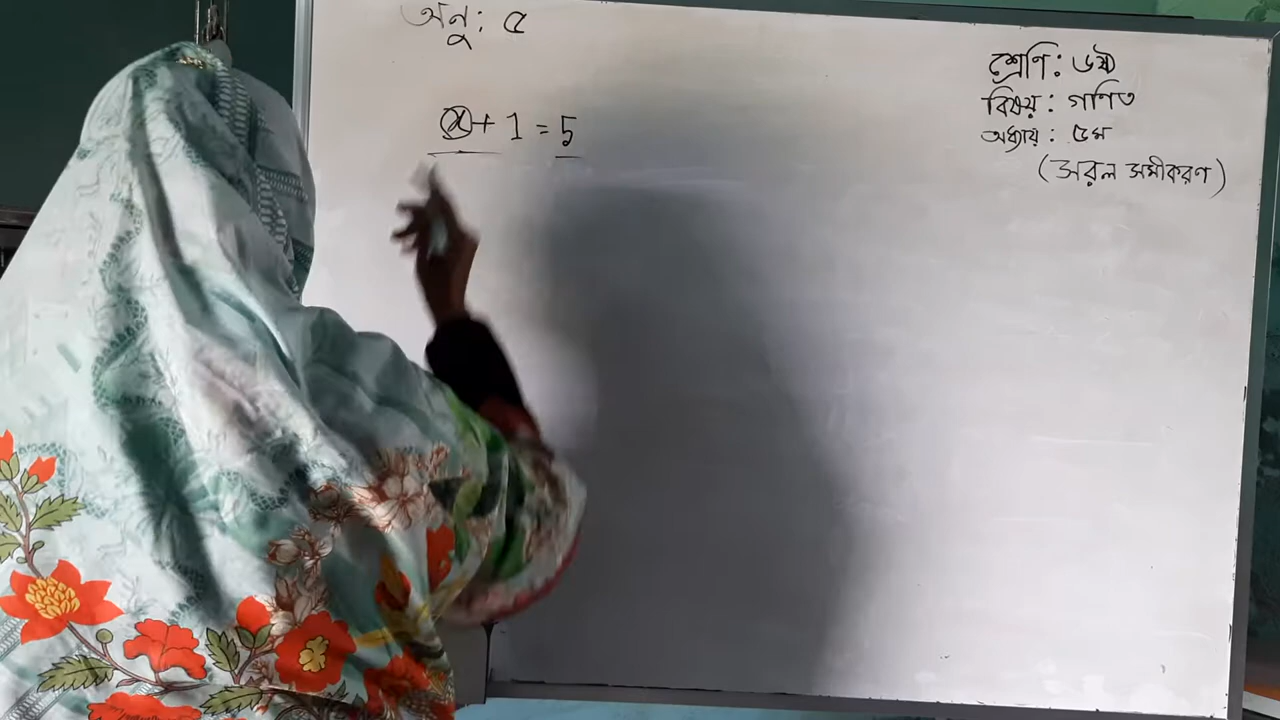 অনু: ৫
x + 1 = 5
শ্রেণি: ৬ষ্ঠ
বিষয়: গণিত
অধ্যায়: ৫ম
(সরল সমীকরণ)